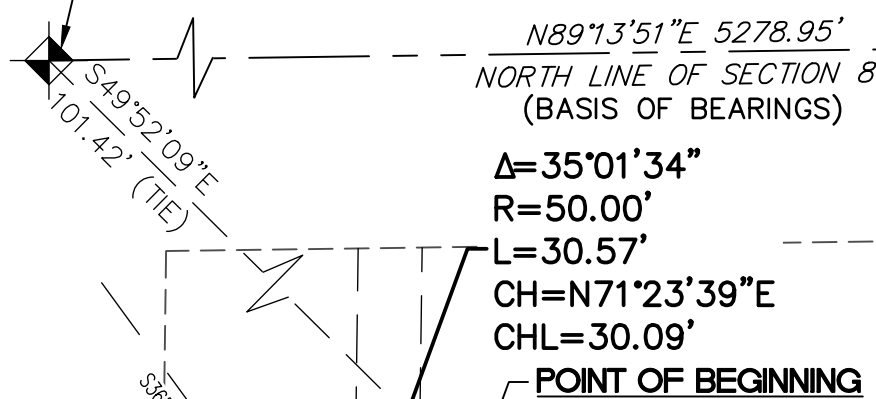 N89°13'51"E 5278.95'
NORTH LINE OF SECTION 8
(BASIS OF BEARINGS)
S49°52'09"E
101.42' (TIE)
Δ=35°01'34"
R=50.00'
L=30.57'
CH=N71°23'39"E
CHL=30.09'
POINT OF BEGINNING